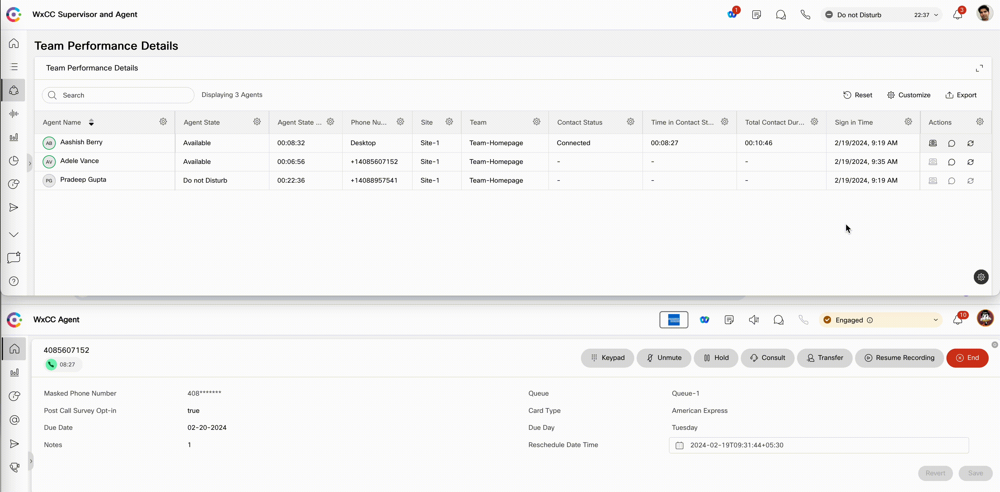 WxCC Supervisor and Agent
1
Do not Disturb 22:37
3
Team Performance Details
Team Performance Details
Search
Displaying 3 Agents
Reset Customize Export
Agent Name Agent State Agent State ... Phone Nu... Site Team Contact Status Time in Contact St... Total Contact Dur... Sign in Time Actions
AB Aashish Berry Available 00:08:32 Desktop Site-1 Team-Homepage Connected 00:08:27 00:10:46 2/19/2024, 9:19 AM
AV Adele Vance Available 00:06:56 +14085607152 Site-1 Team-Homepage - - - 2/19/2024, 9:35 AM
PG Pradeep Gupta Do not Disturb 00:22:36 +14088957541 Site-1 Team-Homepage - - - 2/19/2024, 9:19 AM
WxCC Agent
AMERICAN
EXPRESS
Engaged
10
4085607152
08:27
Keypad Unmute Hold Consult Transfer Resume Recording End
Masked Phone Number 408******* Queue Queue-1
Post Call Survey Opt-in true Card Type American Express
Due Date 02-20-2024 Due Day Tuesday
Notes 1 Reschedule Date Time 2024-02-19T09:31:44+05:30
Revert Save